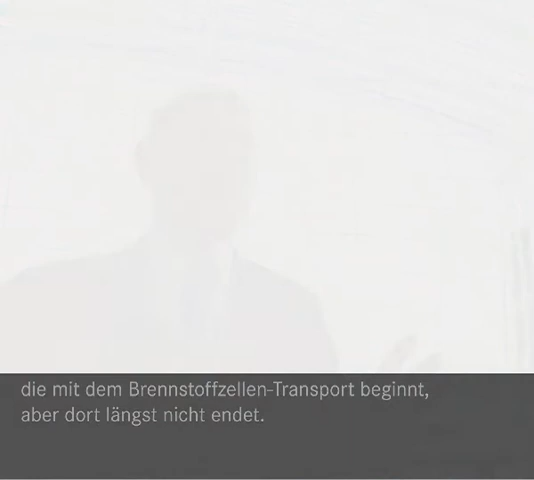 die mit dem Brennstoffzellen-Transport beginnt,
aber dort längst nicht endet.